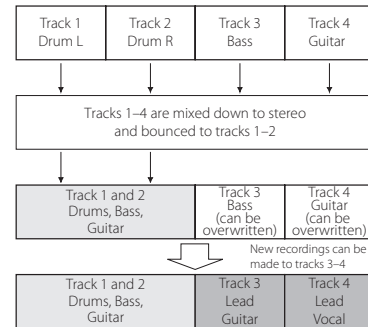 Track 1
Drum L
Track 2
Drum R
Track 3
Bass
Track 4
Guitar
Tracks 1–4 are mixed down to stereo
and bounced to tracks 1–2
Track 1 and 2
Drums, Bass,
Guitar
Track 3
Bass
(can be
overwritten)
Track 4
Guitar
(can be
overwritten)
New recordings can be
made to tracks 3–4
Track 1 and 2
Drums, Bass,
Guitar
Track 3
Lead
Guitar
Track 4
Lead
Vocal